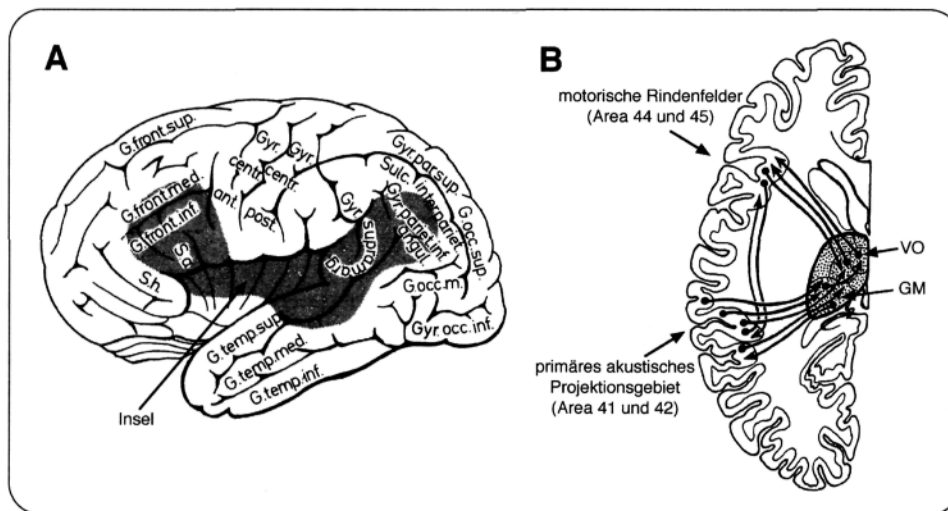 A
G.front.sup.
G.front.med.
G.front.inf.
S.a.
S.h.
Gyr. centr. ant.
Gyr. centr. post.
Gyr. supramarg.
Gyr. par. sup.
Sulc. interpariet.
Gyr. pariet. inf.
angul.
G.occ.sup.
G.occ.m.
Gyr.occ.inf.
G.temp.sup.
G.temp.med.
G.temp.inf.
Insel
B
motorische Rindenfelder
(Area 44 und 45)
VO
GM
primäres akustisches
Projektionsgebiet
(Area 41 und 42)